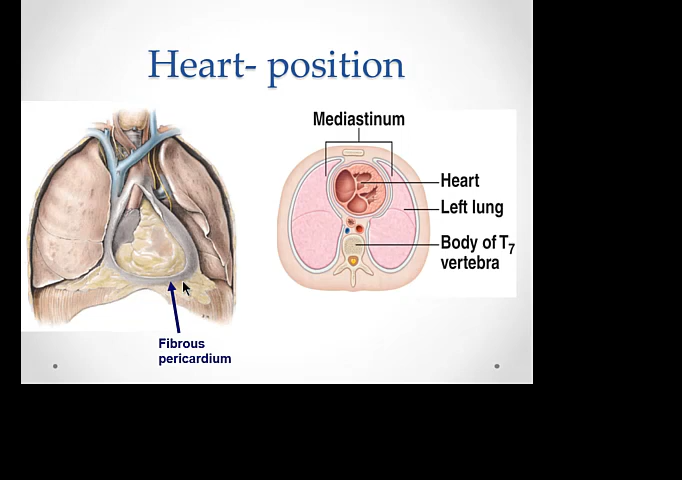 Heart- position
Mediastinum
Heart
Left lung
Body of T7
vertebra
Fibrous
pericardium